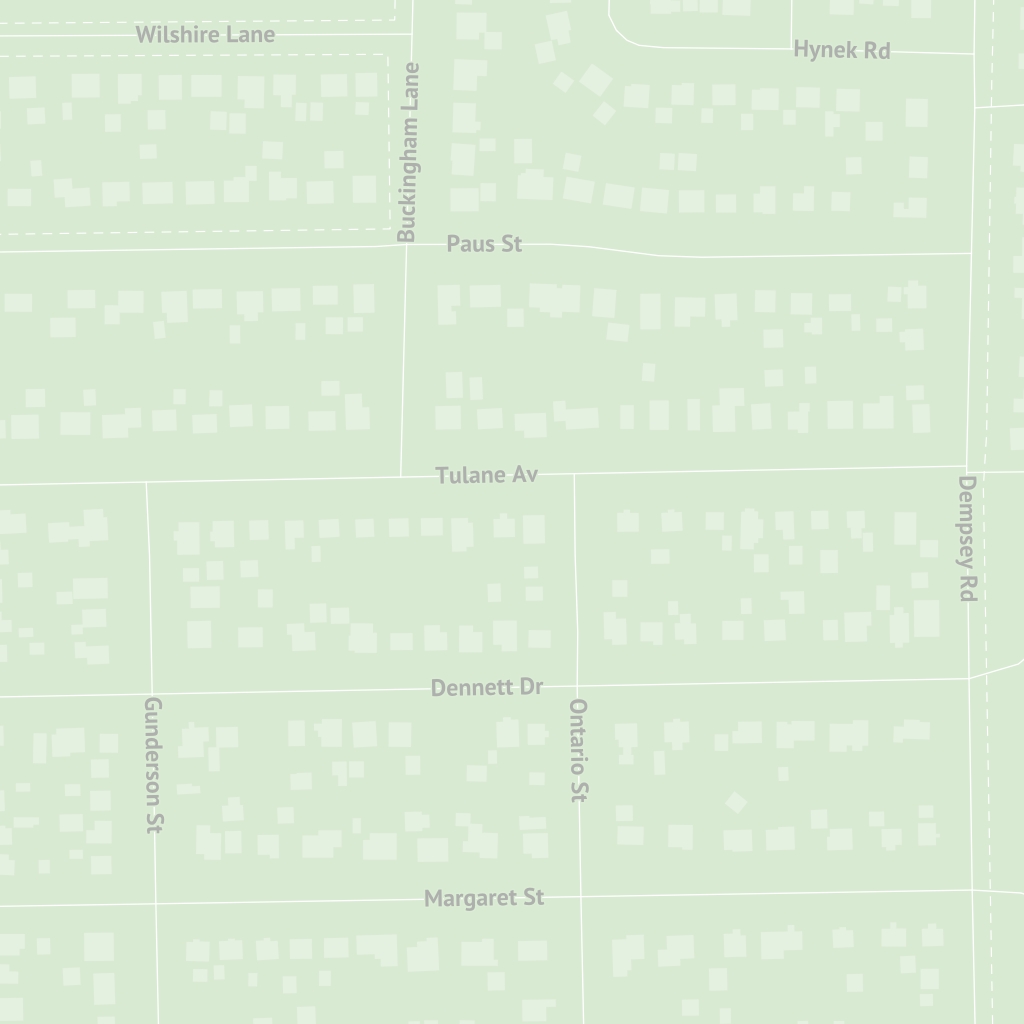 Wilshire Lane
Hynek Rd
Buckingham Lane
Paus St
Tulane Av
Dempsey Rd
Dennett Dr
Gunderson St
Ontario St
Margaret St